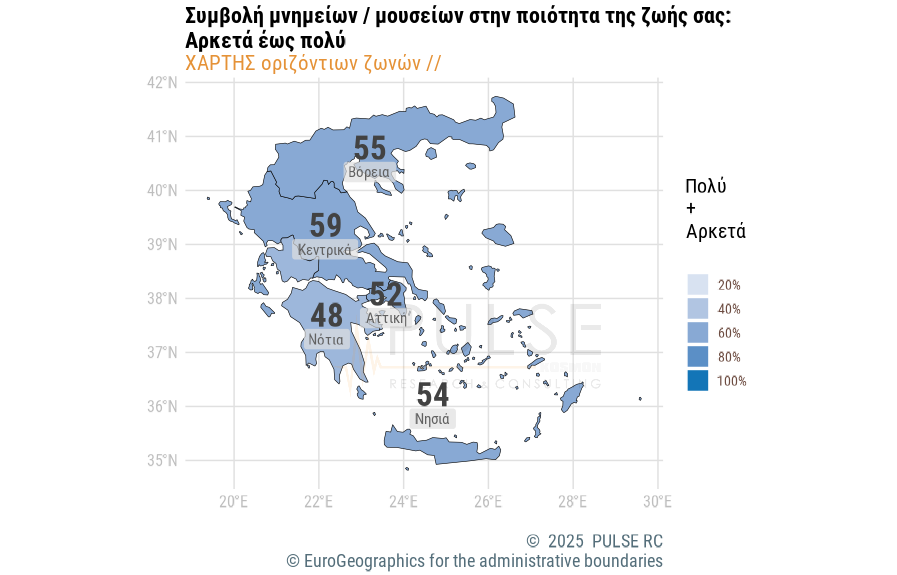 Συμβολή μνημείων / μουσείων στην ποιότητα της ζωής σας:
Αρκετά έως πολύ
ΧΑΡΤΗΣ οριζόντιων ζωνών //
42°N
41°N
40°N
39°N
38°N
37°N
36°N
35°N
55
Βόρεια
59
Κεντρικά
52
Αττική
48
Νότια
54
Νησιά
PULSE
RESEARCH & CONSULTING
20°E
22°E
24°E
26°E
28°E
30°E
Πολύ
+
Αρκετά
20%
40%
60%
80%
100%
© 2025 PULSE RC
© EuroGeographics for the administrative boundaries